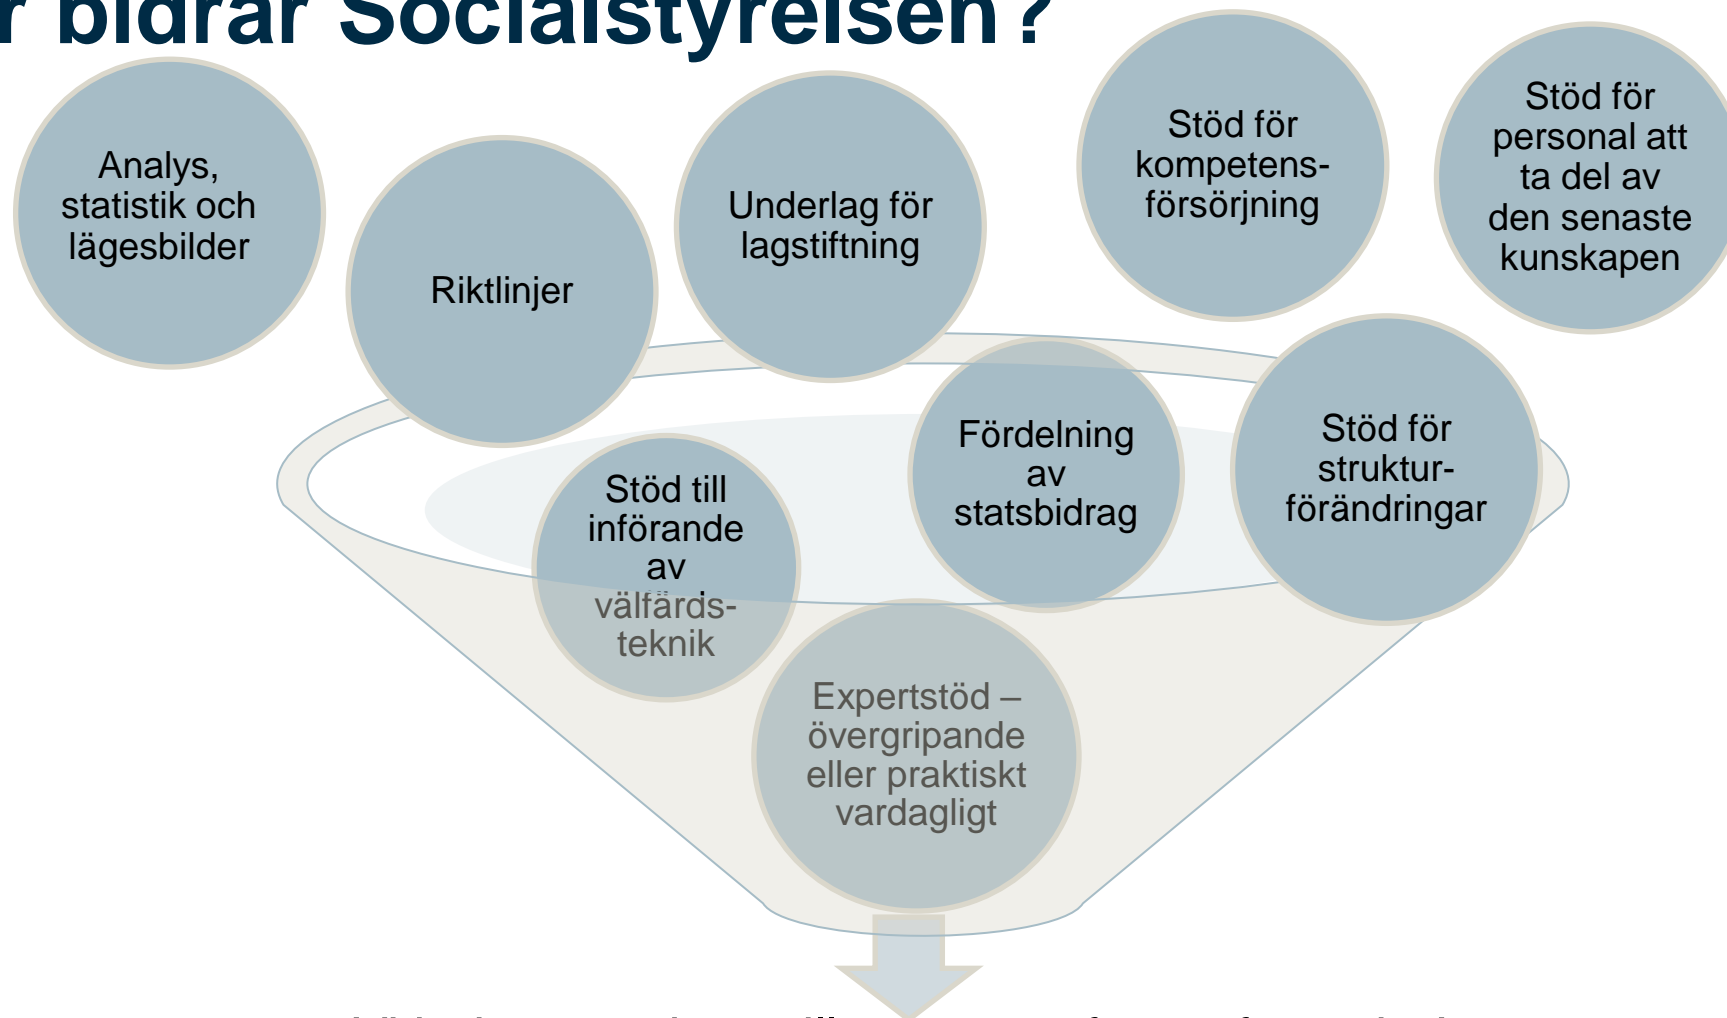 r bidrar Socialstyrelsen?
Analys,
statistik och
lägesbilder
Riktlinjer
Underlag för
lagstiftning
Stöd för
kompetens-
försörjning
Stöd för
personal att
ta del av
den senaste
kunskapen
Stöd till
införande
av
välfärds-
teknik
Fördelning
av
statsbidrag
Stöd för
struktur-
förändringar
Expertstöd –
övergripande
eller praktiskt
vardagligt